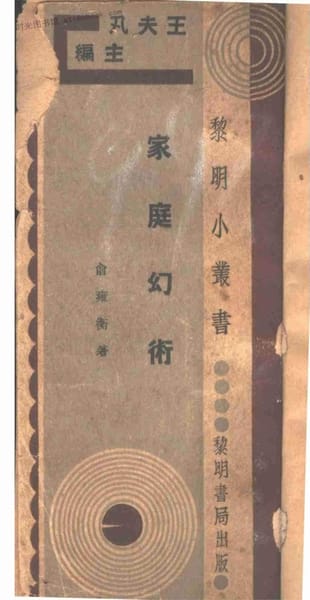 王夫凡
主編
黎明小叢書
黎明書局出版
家庭幻術
俞雍衡著